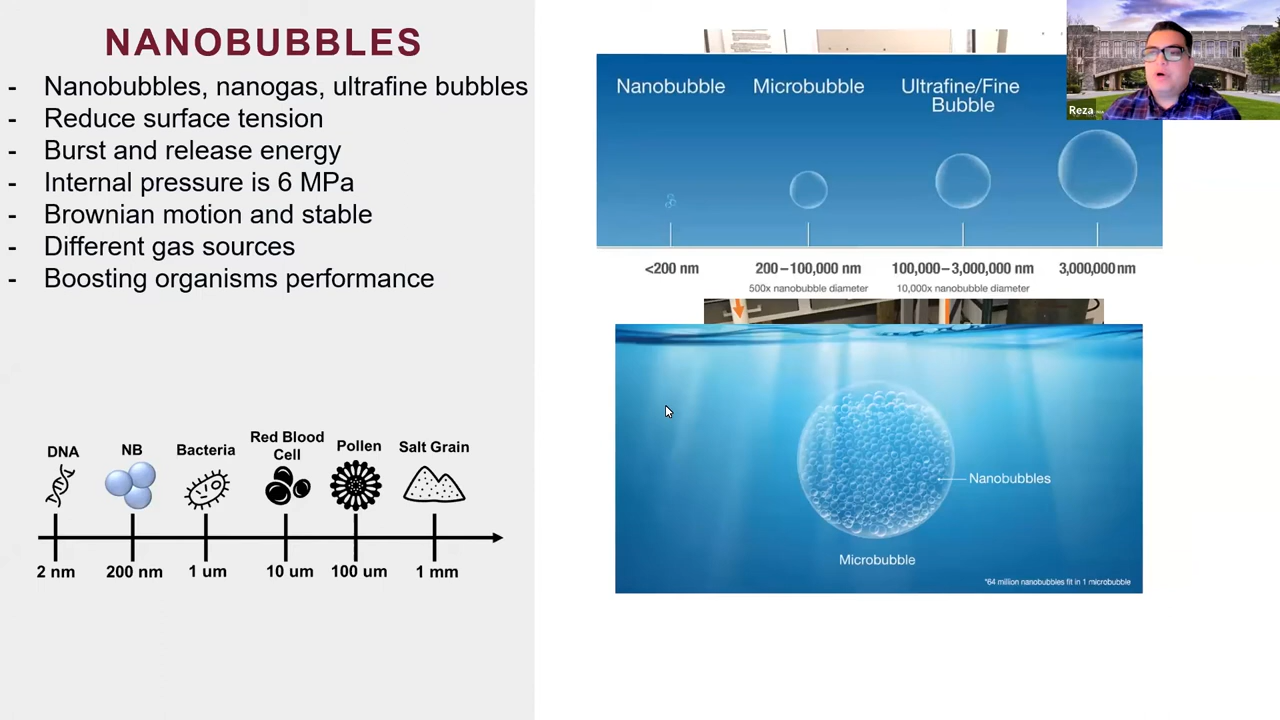 NANOBUBBLES
- Nanobubbles, nanogas, ultrafine bubbles
- Reduce surface tension
- Burst and release energy
- Internal pressure is 6 MPa
- Brownian motion and stable
- Different gas sources
- Boosting organisms performance
DNA
NB
Bacteria
Red Blood
Cell
Pollen
Salt Grain
2 nm
200 nm
1 um
10 um
100 um
1 mm
Nanobubble
Microbubble
Ultrafine/Fine
Bubble
<200 nm
200–100,000 nm
100,000–3,000,000 nm
3,000,000 nm
500x nanobubble diameter
10,000x nanobubble diameter
Nanobubbles
Microbubble
*64 million nanobubbles fit in 1 microbubble
Reza